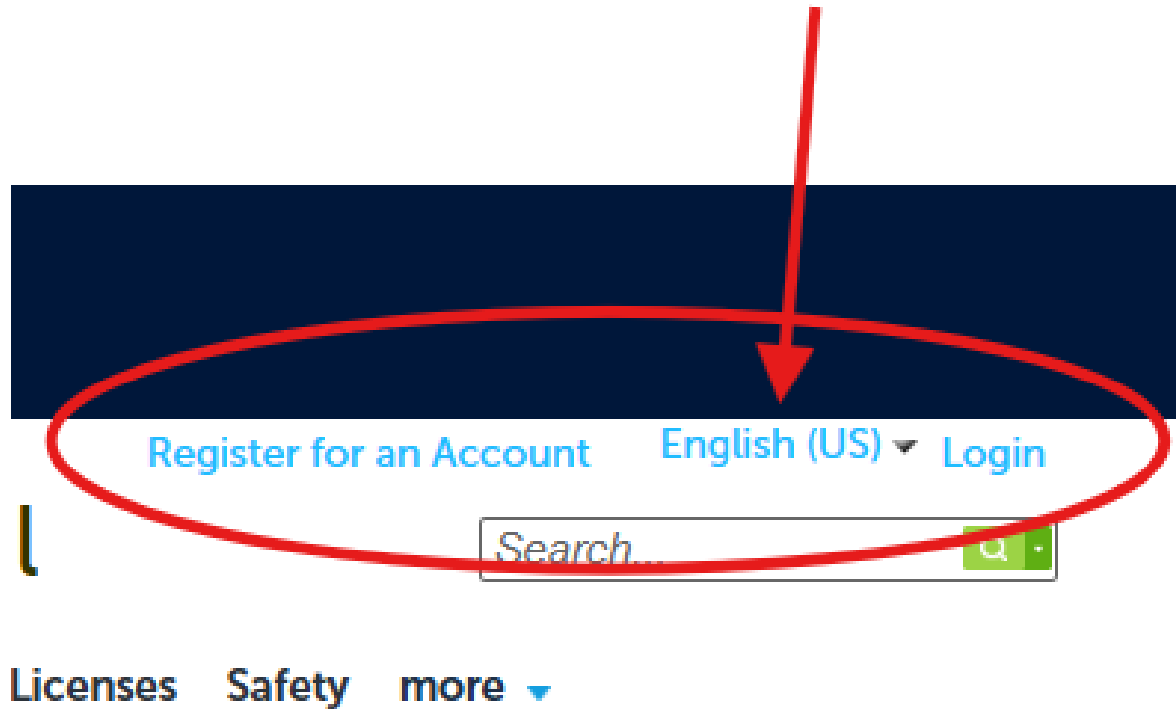 Register for an Account English (US) Login
l
Search...
Licenses Safety more